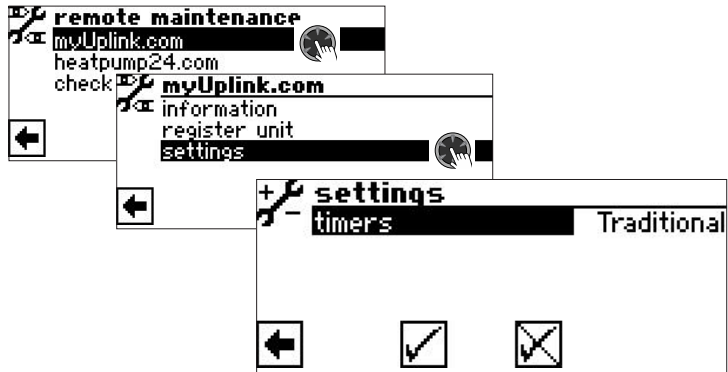 remote maintenance
myUplink.com
heatpump24.com
check
myUplink.com
information
register unit
settings
settings
timers Traditional